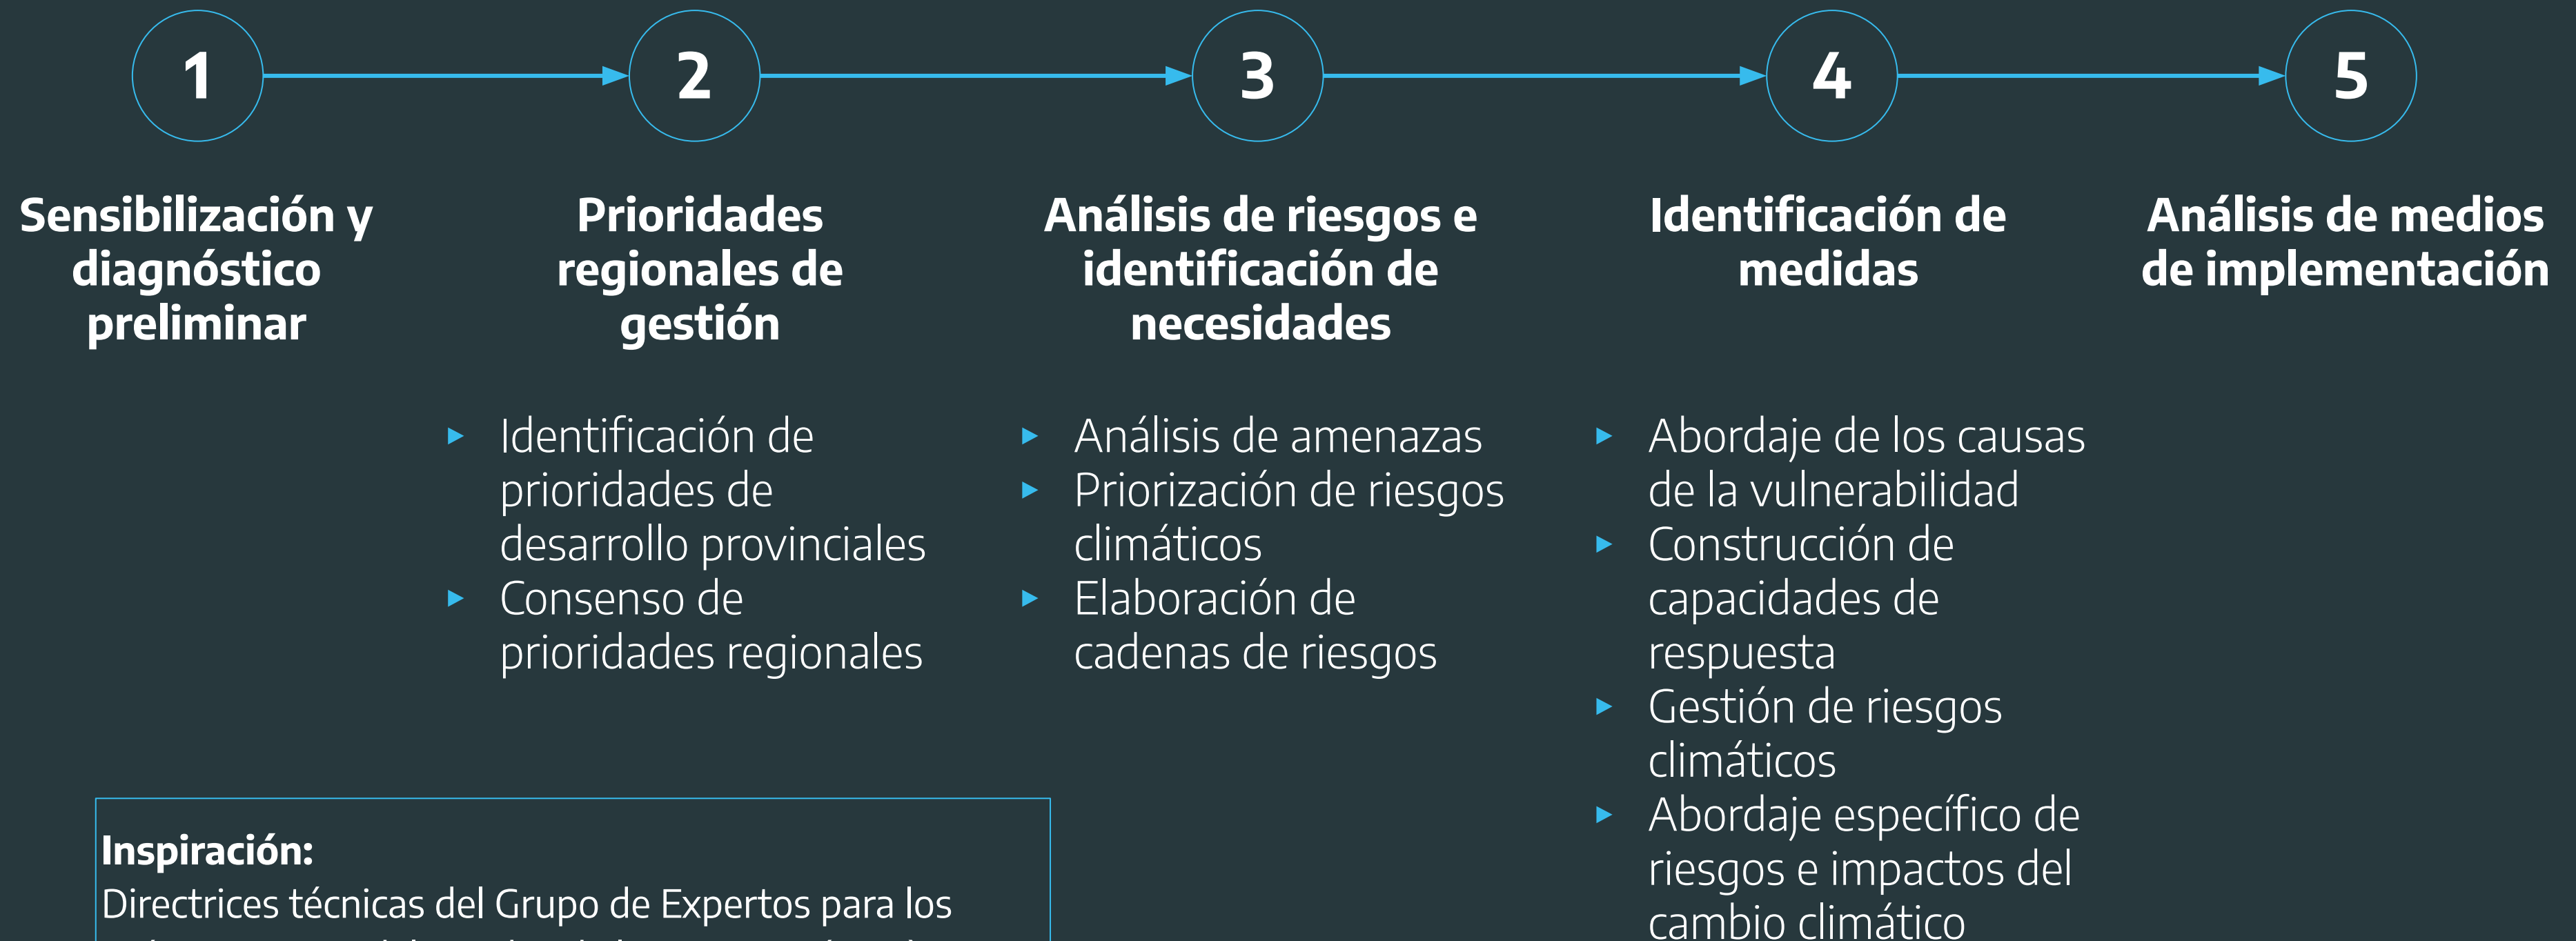 1
2
3
4
5
Sensibilización y
diagnóstico
preliminar
Prioridades
regionales de
gestión
Análisis de riesgos e
identificación de
necesidades
Identificación de
medidas
Análisis de medios
de implementación
▸ Identificación de
prioridades de
desarrollo provinciales
▸ Consenso de
prioridades regionales
▸ Análisis de amenazas
▸ Priorización de riesgos
climáticos
▸ Elaboración de
cadenas de riesgos
▸ Abordaje de los causas
de la vulnerabilidad
▸ Construcción de
capacidades de
respuesta
▸ Gestión de riesgos
climáticos
▸ Abordaje específico de
riesgos e impactos del
cambio climático
Inspiración:
Directrices técnicas del Grupo de Expertos para los